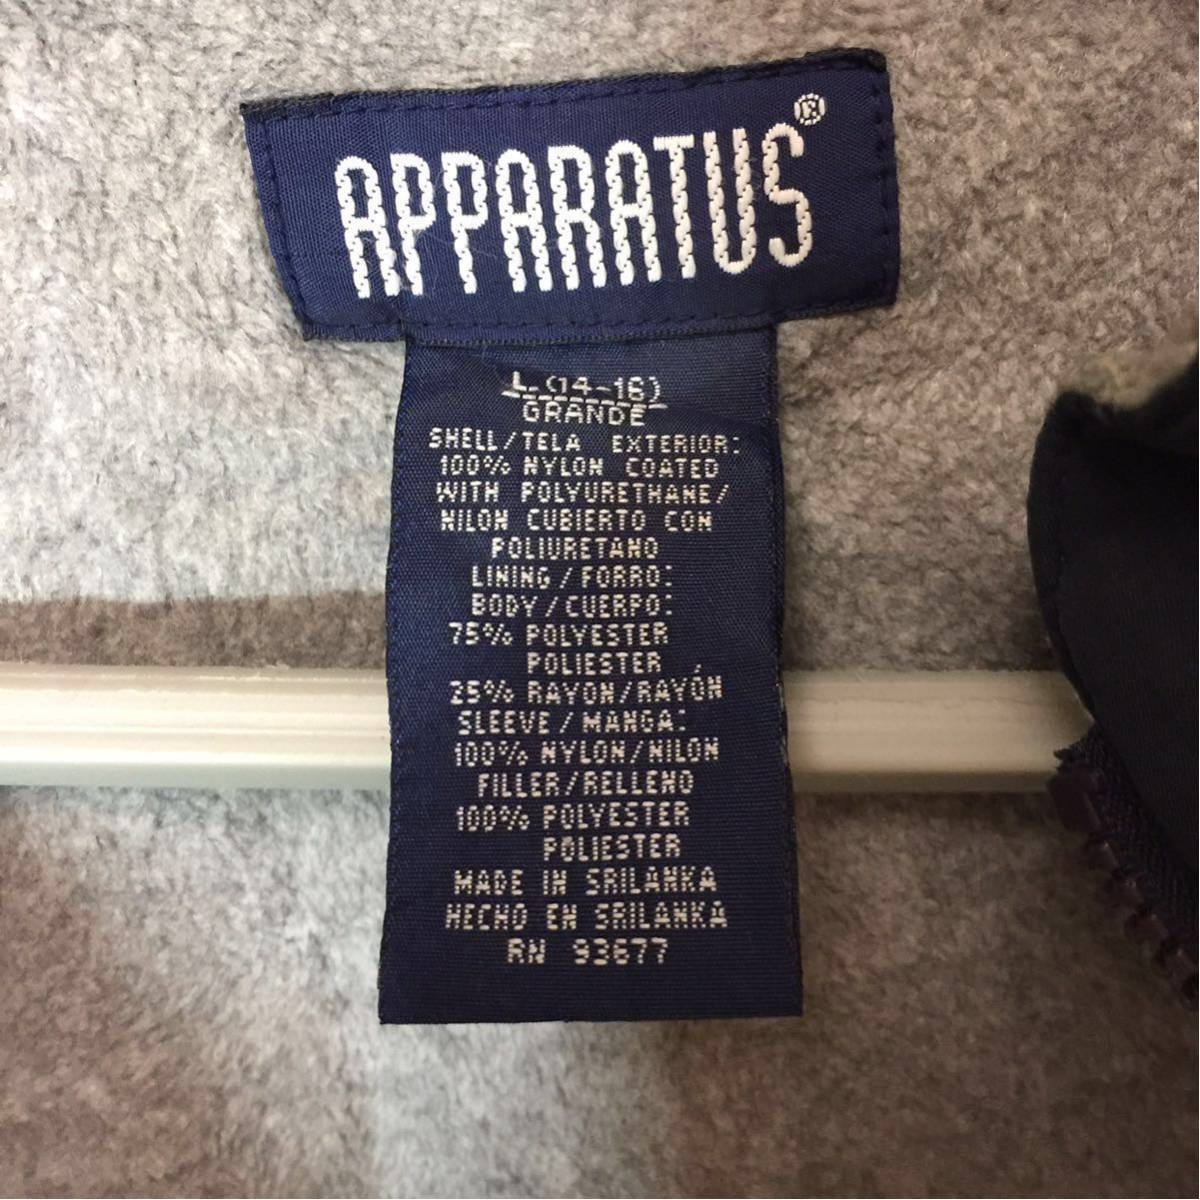 APPARATUS®
L (14-16)
GRANDE
SHELL/TELA EXTERIOR:
100% NYLON COATED
WITH POLYURETHANE/
NILON CUBIERTO CON
POLIURETANO
LINING/FORRO:
BODY/CUERPO:
75% POLYESTER
POLIESTER
25% RAYON/RAYÓN
SLEEVE/MANGA:
100% NYLON/NILON
FILLER/RELLENO
100% POLYESTER
POLIESTER
MADE IN SRILANKA
HECHO EN SRILANKA
RN 93677